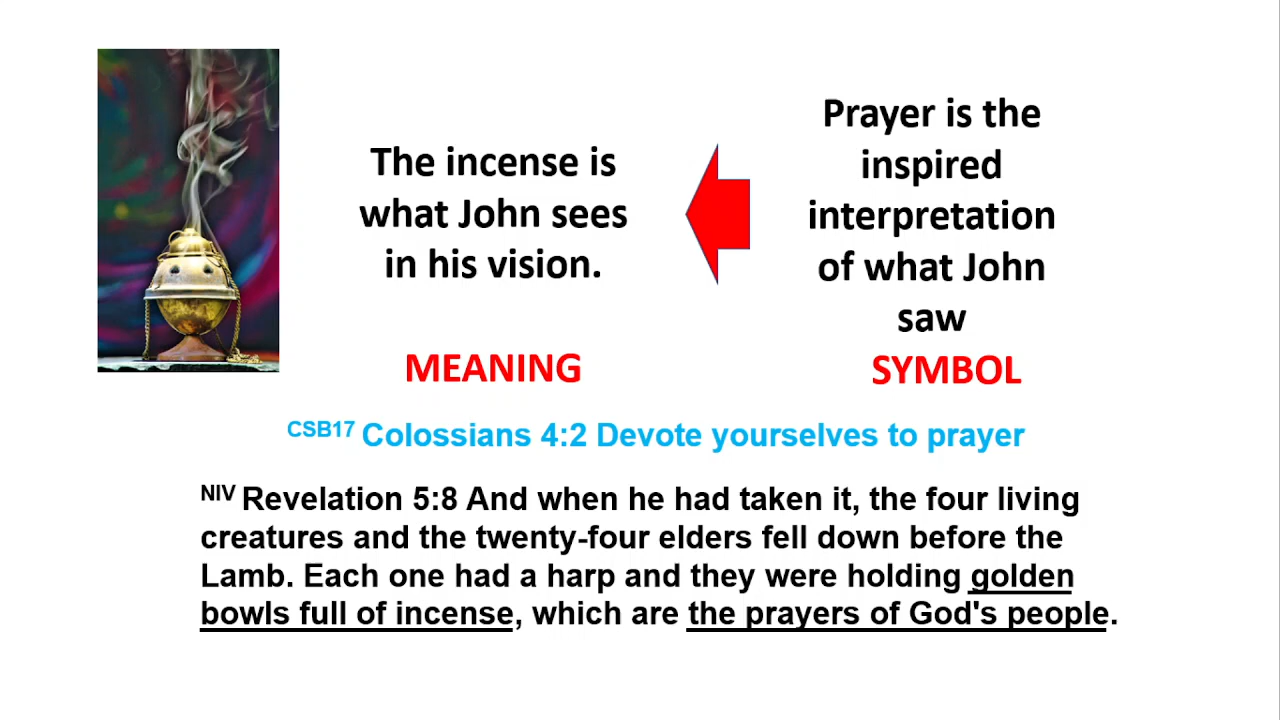 The incense is
what John sees
in his vision.
MEANING
Prayer is the
inspired
interpretation
of what John
saw
SYMBOL
CSB17 Colossians 4:2 Devote yourselves to prayer
NIV Revelation 5:8 And when he had taken it, the four living
creatures and the twenty-four elders fell down before the
Lamb. Each one had a harp and they were holding golden
bowls full of incense, which are the prayers of God's people.